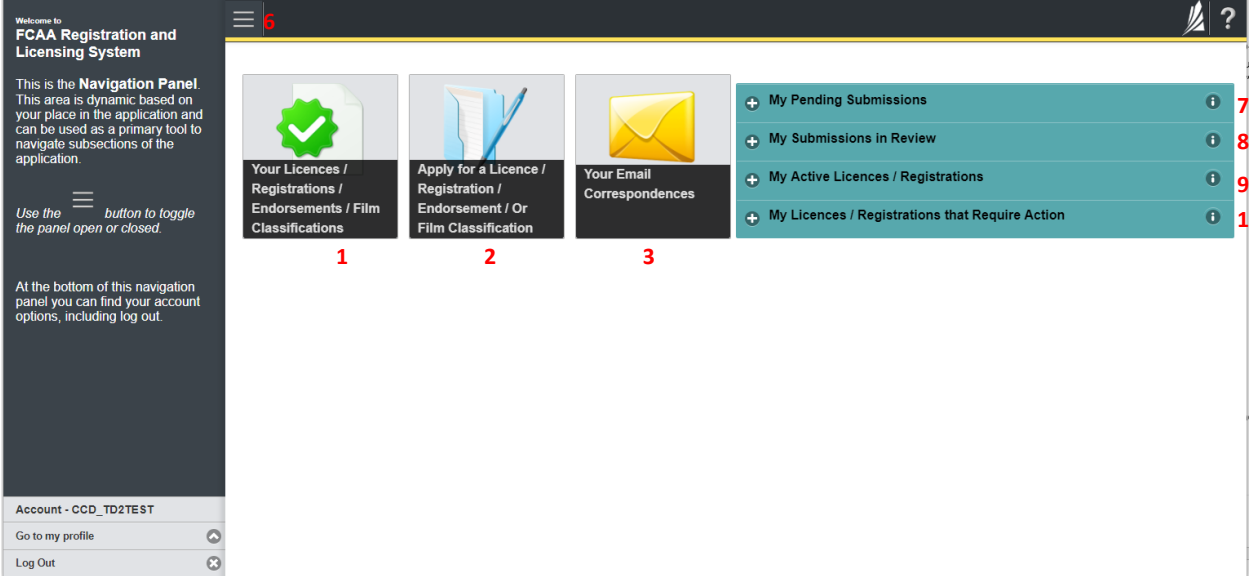 Welcome to
FCAA Registration and
Licensing System
This is the Navigation Panel.
This area is dynamic based on
your place in the application and
can be used as a primary tool to
navigate subsections of the
application.
Use the button to toggle
the panel open or closed.
At the bottom of this navigation
panel you can find your account
options, including log out.
Account - CCD_TD2TEST
Go to my profile
Log Out
6
?
Your Licences /
Registrations /
Endorsements / Film
Classifications
1
Apply for a Licence /
Registration /
Endorsement / Or
Film Classification
2
Your Email
Correspondences
3
My Pending Submissions
7
My Submissions in Review
8
My Active Licences / Registrations
9
My Licences / Registrations that Require Action
1